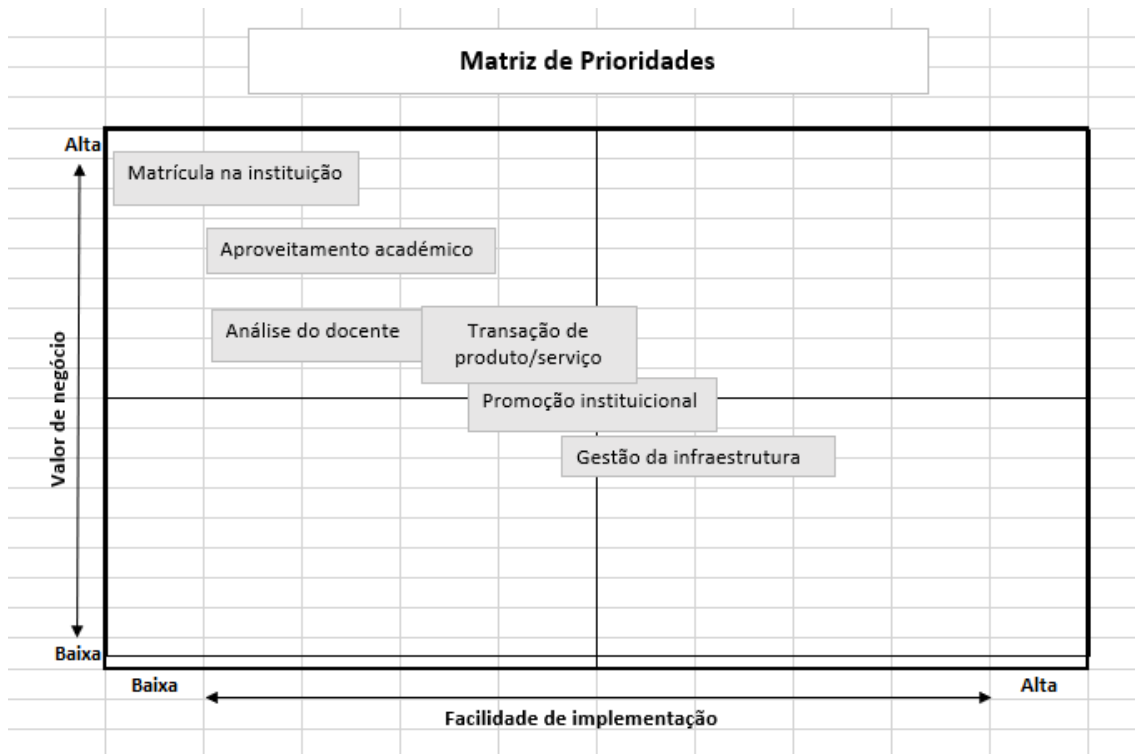 Matriz de Prioridades
Alta
Matrícula na instituição
Aproveitamento académico
Análise do docente
Transação de
produto/serviço
Promoção instituicional
Gestão da infraestrutura
Valor de negócio
Baixa
Baixa
Alta
Facilidade de implementação